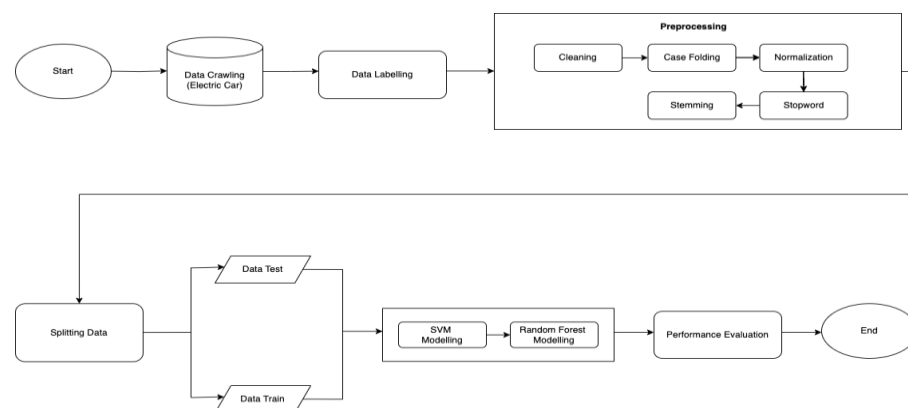 Preprocessing
Start
Data Crawling
(Electric Car)
Data Labelling
Cleaning
Case Folding
Normalization
Stemming
Stopword
Data Test
Splitting Data
SVM
Modelling
Random Forest
Modelling
Performance Evaluation
End
Data Train